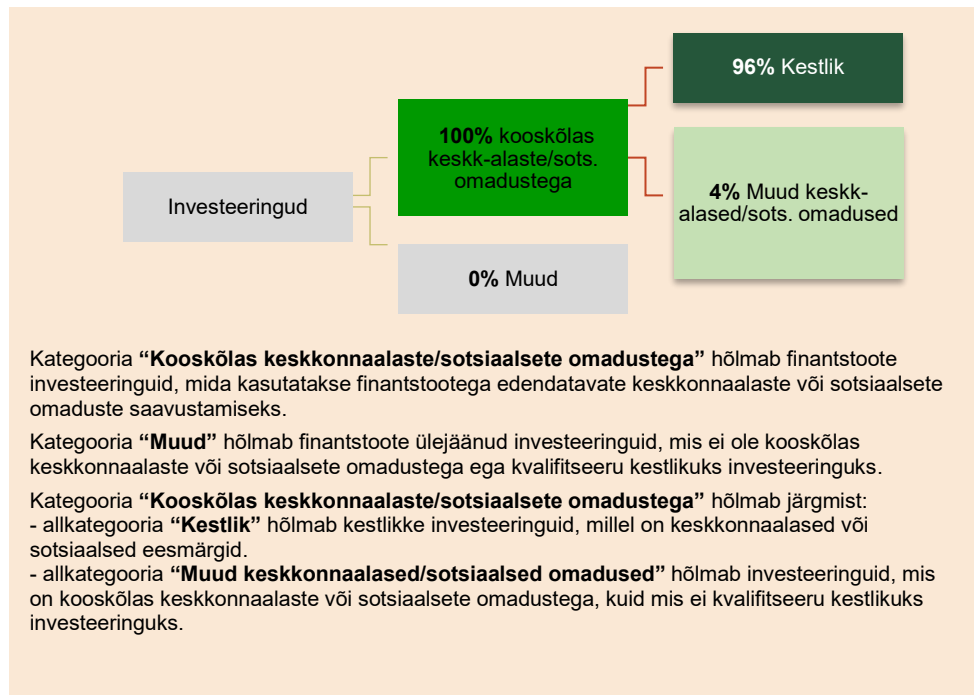 96% Kestlik
100% kooskõlas
keskk-alaste/sots.
omadustega
4% Muud keskk-
alased/sots. omadused
Investeeringud
0% Muud
Kategooria “Kooskõlas keskkonnaalaste/sotsiaalsete omadustega” hõlmab finantstoote
investeeringuid, mida kasutatakse finantstootega edendatavate keskkonnaalaste või sotsiaalsete
omaduste saavustamiseks.
Kategooria “Muud” hõlmab finantstoote ülejäänud investeeringuid, mis ei ole kooskõlas
keskkonnaalaste või sotsiaalsete omadustega ega kvalifitseeru kestlikuks investeeringuks.
Kategooria “Kooskõlas keskkonnaalaste/sotsiaalsete omadustega” hõlmab järgmist:
- allkategooria “Kestlik” hõlmab kestlikke investeeringuid, millel on keskkonnaalased või
sotsiaalsed eesmärgid.
- allkategooria “Muud keskkonnaalased/sotsiaalsed omadused” hõlmab investeeringuid, mis
on kooskõlas keskkonnaalaste või sotsiaalsete omadustega, kuid mis ei kvalifitseeru kestlikuks
investeeringuks.